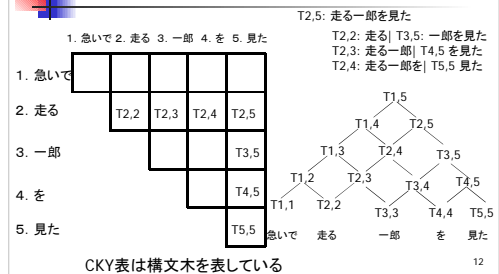 T2,5: 走る一郎を見た
T2,2: 走る| T3,5: 一郎を見た
T2,3: 走る一郎| T4,5 を見た
T2,4: 走る一郎を| T5,5 見た
1. 急いで 2. 走る 3. 一郎 4. を 5. 見た
1. 急いで
2. 走る T2,2 T2,3 T2,4 T2,5
3. 一郎 T3,5
4. を T4,5
5. 見た T5,5
T1,5
T1,4 T2,5
T1,3 T2,4 T3,5
T1,2 T2,3 T3,4 T4,5
T1,1 T2,2 T3,3 T4,4 T5,5
急いで 走る 一郎 を 見た
CKY表は構文木を表している
12